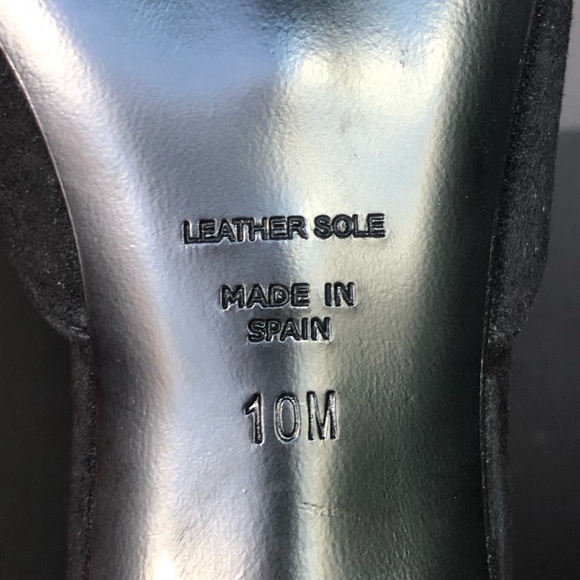 LEATHER SOLE
MADE IN
SPAIN
10M